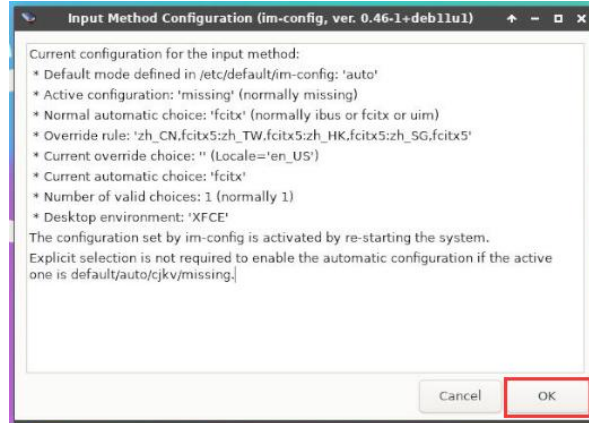 Input Method Configuration (im-config, ver. 0.46-1+deb11u1)
Current configuration for the input method:
* Default mode defined in /etc/default/im-config: 'auto'
* Active configuration: 'missing' (normally missing)
* Normal automatic choice: 'fcitx' (normally ibus or fcitx or uim)
* Override rule: 'zh_CN,fcitx5:zh_TW,fcitx5:zh_HK,fcitx5:zh_SG,fcitx5'
* Current override choice: '' (Locale='en_US')
* Current automatic choice: 'fcitx'
* Number of valid choices: 1 (normally 1)
* Desktop environment: 'XFCE'
The configuration set by im-config is activated by re-starting the system.
Explicit selection is not required to enable the automatic configuration if the active
one is default/auto/cjkv/missing.
Cancel OK